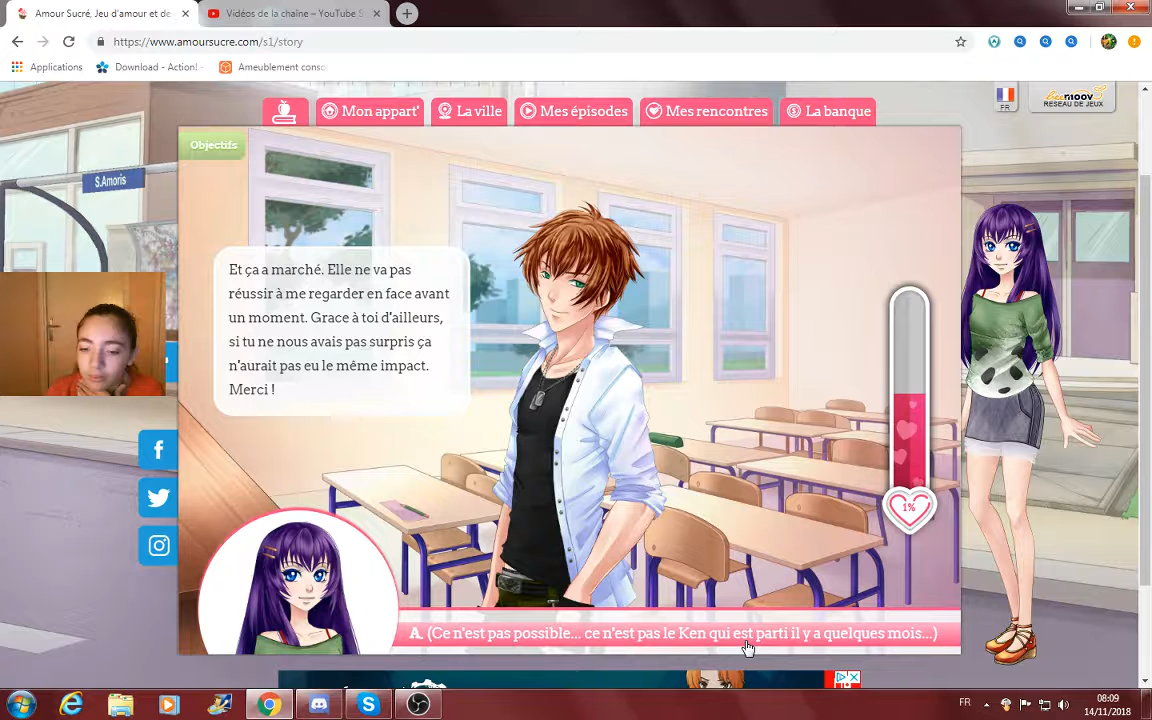 Amour Sucré, Jeu d'amour et de
Vidéos de la chaîne – YouTube S
https://www.amoursucre.com/s1/story
Applications
Download - Action!
Ameublement conso
Mon appart'
La ville
Mes épisodes
Mes rencontres
La banque
FR
beemoov
RESEAU DE JEUX
Objectifs
S.Amoris
Et ça a marché. Elle ne va pas
réussir à me regarder en face avant
un moment. Grace à toi d'ailleurs,
si tu ne nous avais pas surpris ça
n'aurait pas eu le même impact.
Merci !
1%
A. (Ce n'est pas possible... ce n'est pas le Ken qui est parti il y a quelques mois...)
FR
08:09
14/11/2018